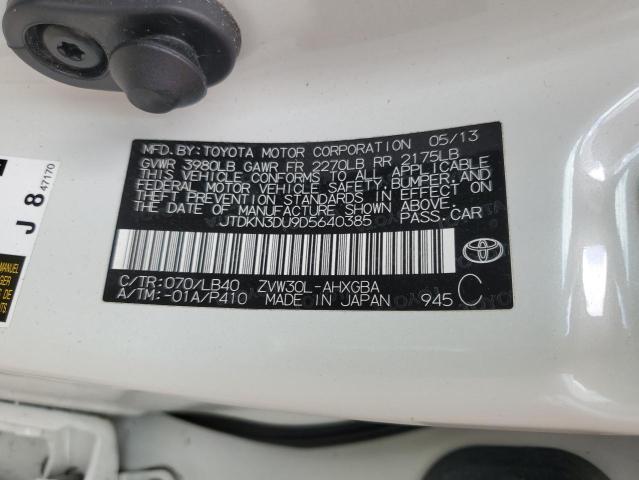 MFD.BY:TOYOTA MOTOR CORPORATION 05/13
GVWR 3980LB GAWR FR 2270LB RR 2175LB
THIS VEHICLE CONFORMS TO ALL APPLICABLE
FEDERAL MOTOR VEHICLE SAFETY, BUMPER, AND
THEFT PREVENTION STANDARDS IN EFFECT ON
THE DATE OF MANUFACTURE SHOWN ABOVE.
JTDKN3DU9D5640385 PASS.CAR
C/TR:070/LB40 ZVW30L-AHXGBA
A/TM:-01A/P410 MADE IN JAPAN 945 C
J 8 47170